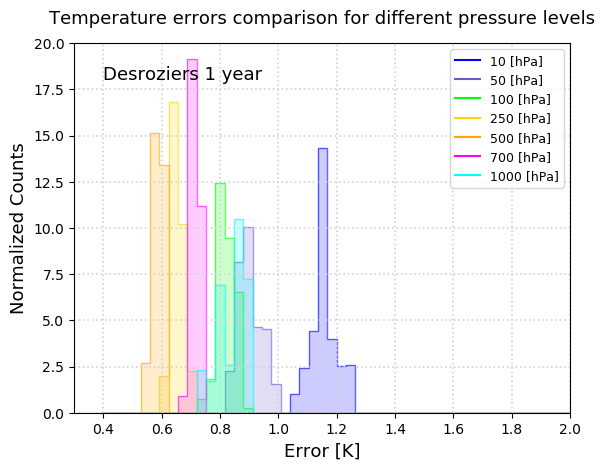 Temperature errors comparison for different pressure levels
Desroziers 1 year
10 [hPa]
50 [hPa]
100 [hPa]
250 [hPa]
500 [hPa]
700 [hPa]
1000 [hPa]
Normalized Counts
20.0
17.5
15.0
12.5
10.0
7.5
5.0
2.5
0.0
0.4 0.6 0.8 1.0 1.2 1.4 1.6 1.8 2.0
Error [K]